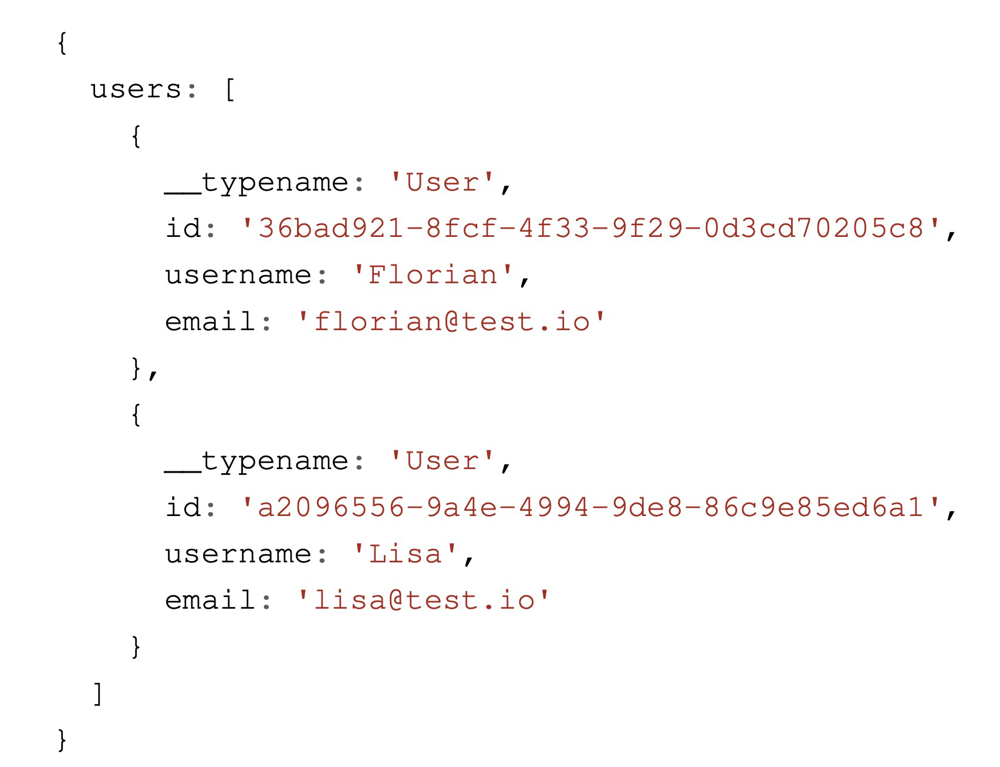 {
  users: [
    {
      __typename: 'User',
      id: '36bad921-8fcf-4f33-9f29-0d3cd70205c8',
      username: 'Florian',
      email: 'florian@test.io'
    },
    {
      __typename: 'User',
      id: 'a2096556-9a4e-4994-9de8-86c9e85ed6a1',
      username: 'Lisa',
      email: 'lisa@test.io'
    }
  ]
}